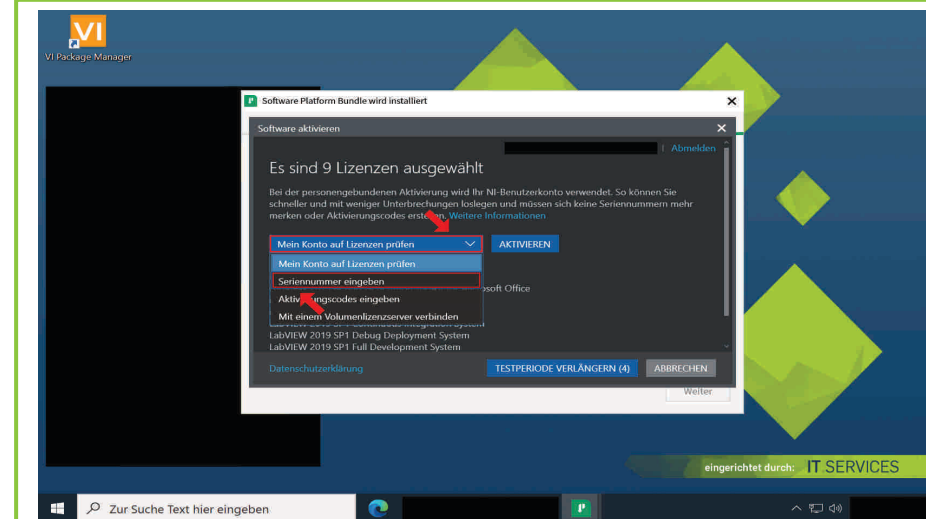 VI
VI Package Manager
Software Platform Bundle wird installiert
Software aktivieren
Abmelden
Es sind 9 Lizenzen ausgewählt
Bei der personengebundenen Aktivierung wird Ihr NI-Benutzerkonto verwendet. So können Sie
schneller und mit weniger Unterbrechungen loslegen und müssen sich keine Seriennummern mehr
merken oder Aktivierungscodes Weitere Informationen
Mein Konto auf Lizenzen prüfen
AKTIVIEREN
Mein Konto auf Lizenzen prüfen
Seriennummer eingeben
Office
eingeben
Mit einem Volumenlizenzserver verbinden
LabVIEW 2019 SP1 Debug Deployment System
LabVIEW 2019 SP1 Full Development System
Datenschutzerklärung
TESTPERIODE VERLÄNGERN (4)
ABBRECHEN
Weiter
eingerichtet durch: IT.SERVICES
Zur Suche Text hier eingeben